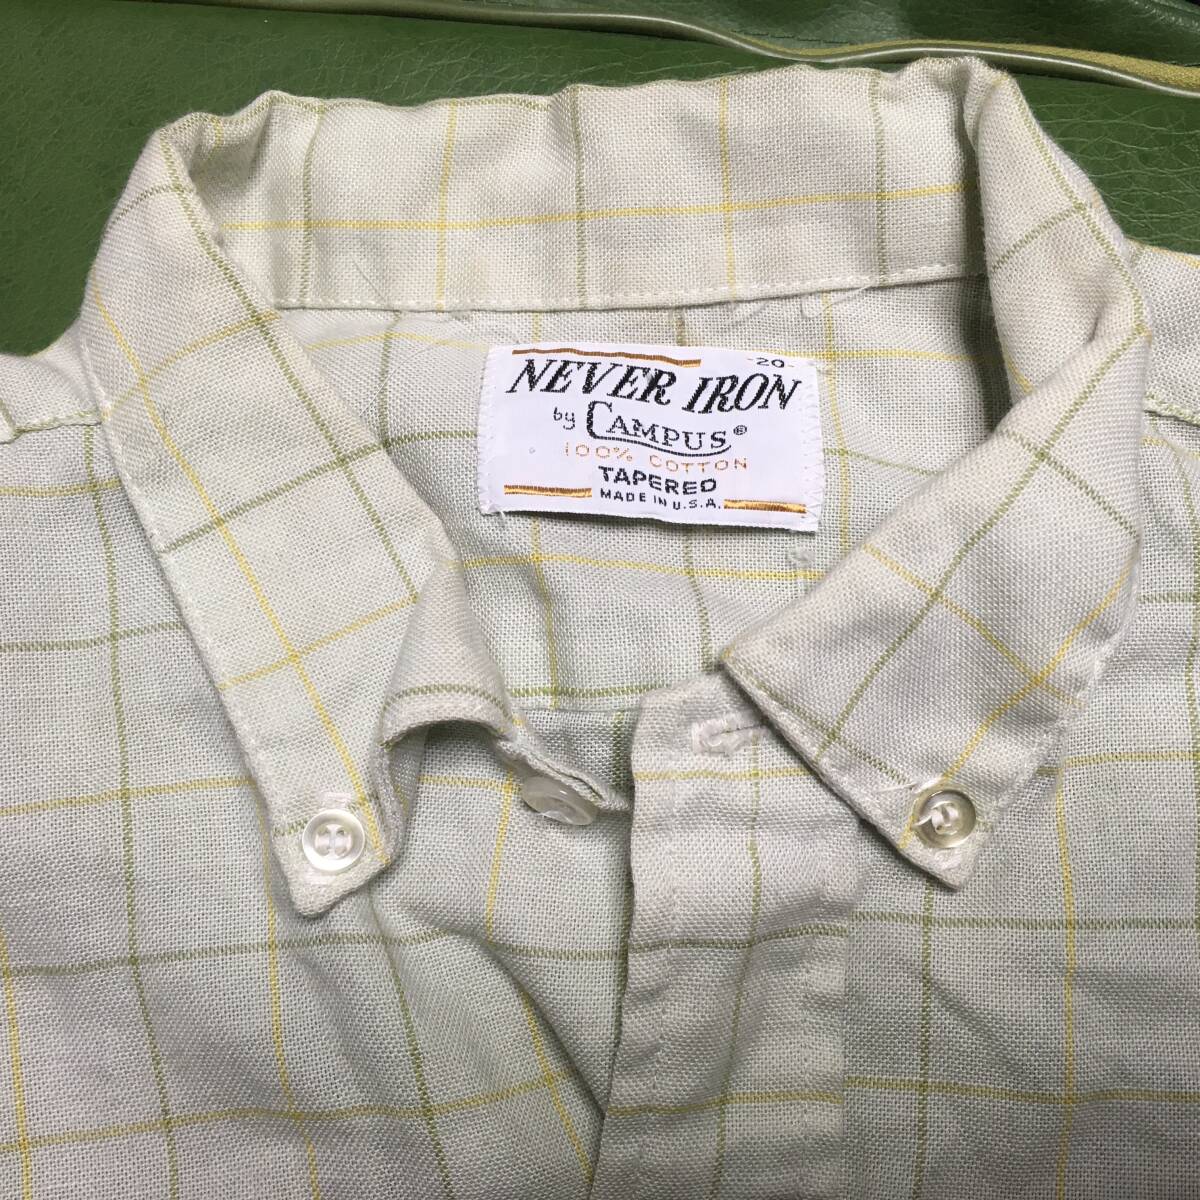 -20-
NEVER IRON
by CAMPUS®
100% COTTON
TAPERED
MADE IN U.S.A.